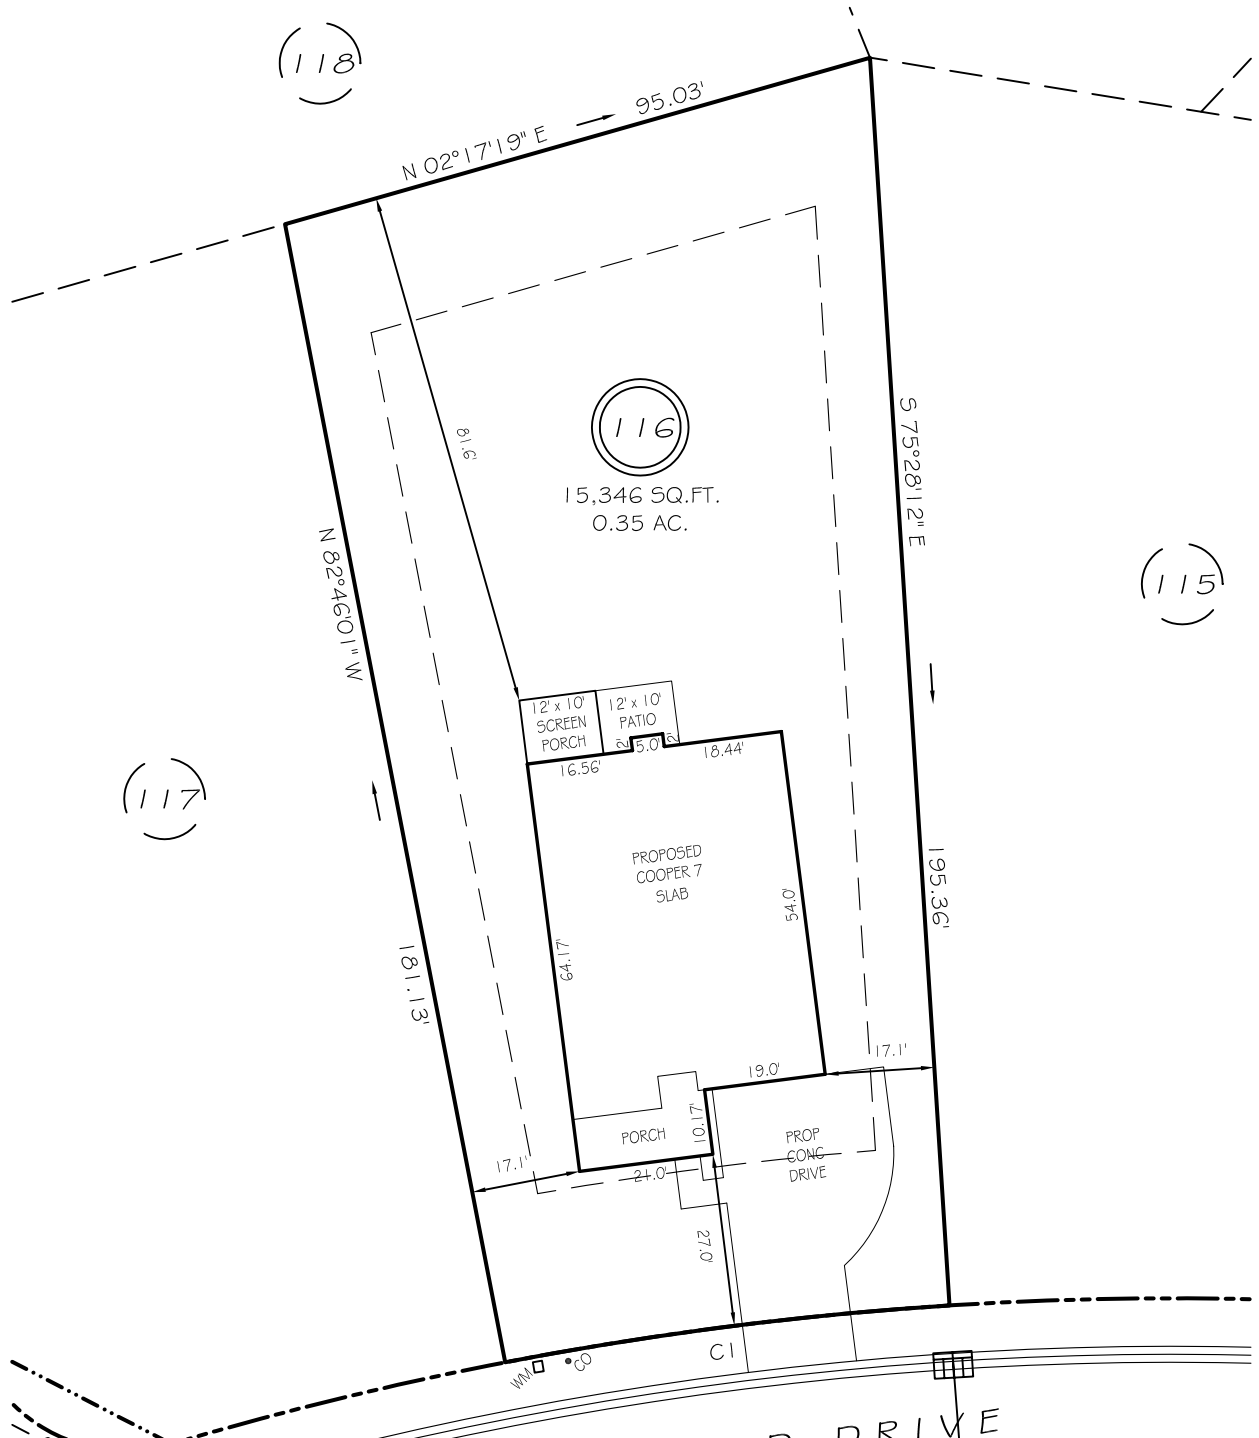 118
95.03'
N 02°17'19" E
116
15,346 SQ.FT.
0.35 AC.
81.6'
S 75°28'12" E
N 82°46'01" W
115
12' x 10'
SCREEN
PORCH
12' x 10'
PATIO
2'
5.0'
2'
16.56'
18.44'
117
PROPOSED
COOPER 7
SLAB
54.0'
195.36'
64.17'
181.13'
17.1'
19.0'
10.17'
PORCH
PROP
CONC
DRIVE
17.1'
21.0'
27.0'
C1
WM
CO
DRIVE